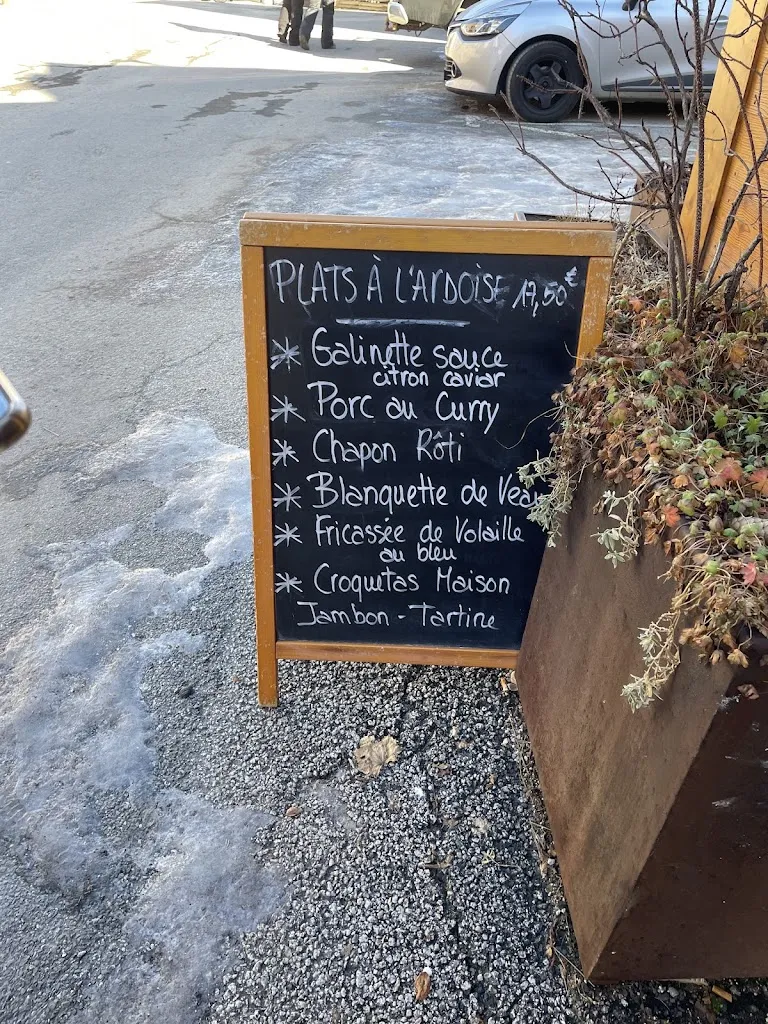 PLATS À L'ARDOISE 17,50€
* Galinette sauce
citron caviar
* Porc au Curry
* Chapon Rôti
* Blanquette de Veau
* Fricassée de Volaille
au bleu
* Croquetas Maison
Jambon - Tartine